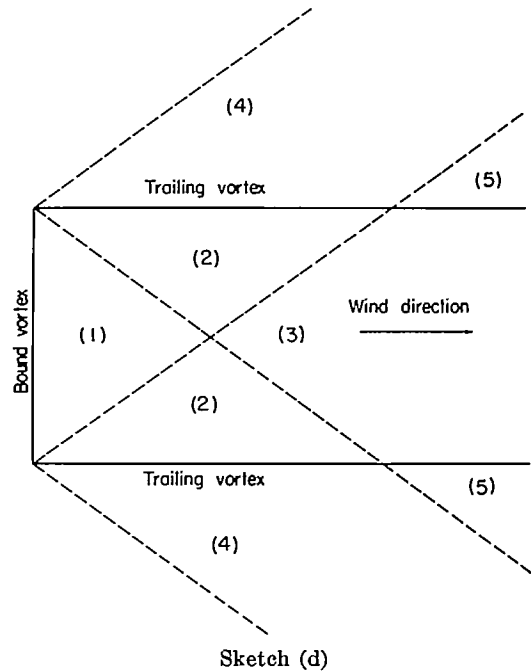 (4)
(5)
Trailing vortex
(2)
Wind direction
Bound vortex
(1)
(3)
(2)
Trailing vortex
(5)
(4)
Sketch (d)